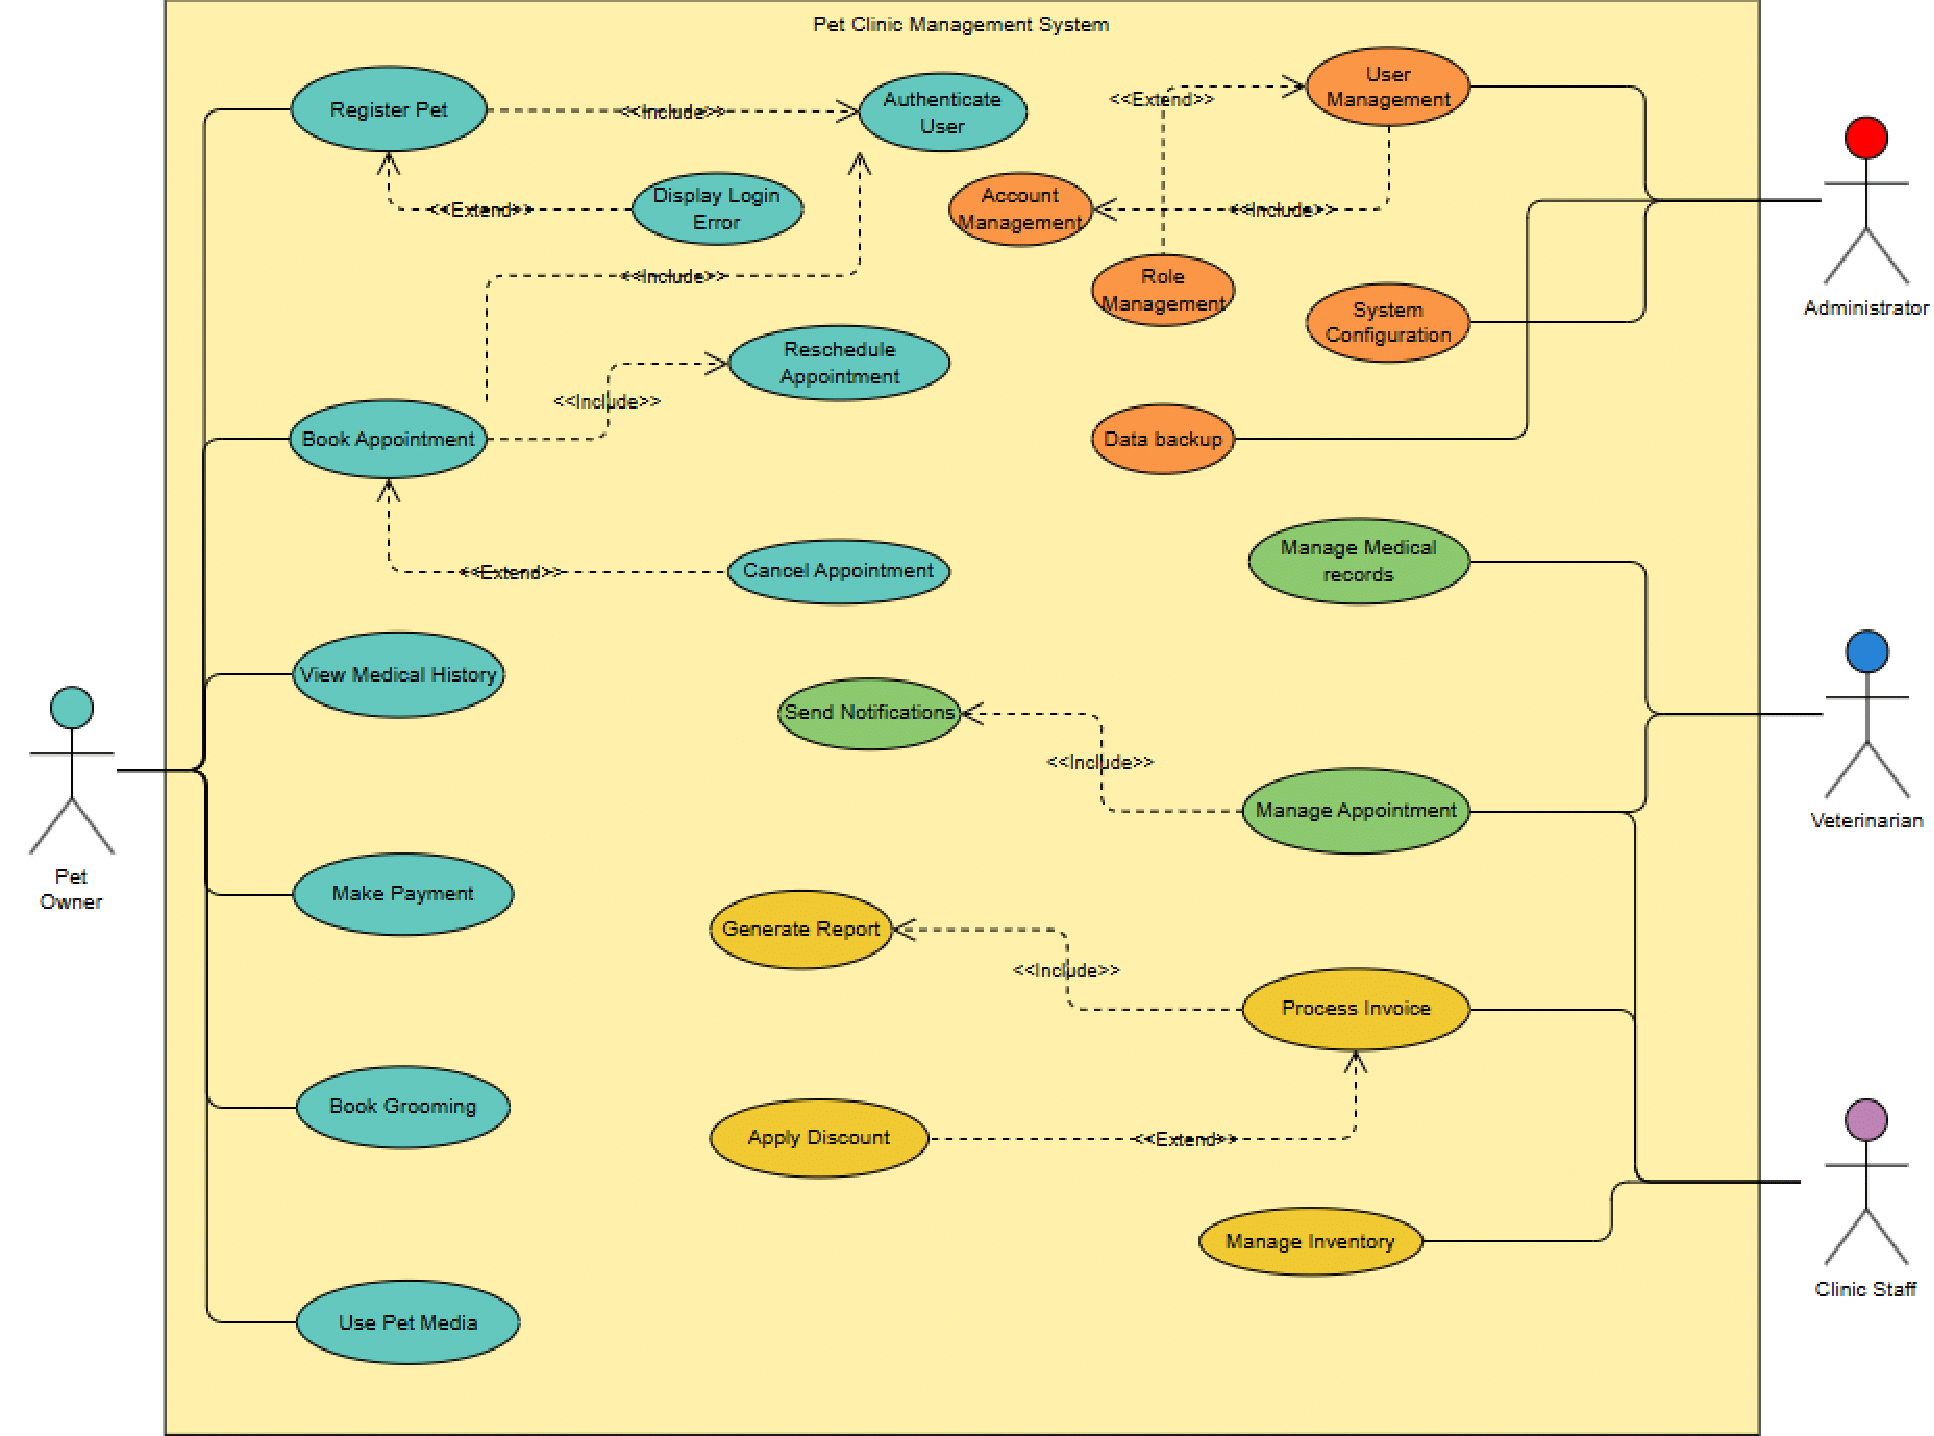 Pet Clinic Management System
Register Pet
<<Include>>
Authenticate
User
<<Extend>>
User
Management
Display Login
Error
<<Extend>>
Account
Management
<<Include>>
<<Include>>
Role
Management
System
Configuration
Administrator
Reschedule
Appointment
<<Include>>
Book Appointment
Data backup
<<Extend>>
Cancel Appointment
Manage Medical
records
View Medical History
Send Notifications
<<Include>>
Manage Appointment
Veterinarian
Pet
Owner
Make Payment
Generate Report
<<Include>>
Process Invoice
Book Grooming
Apply Discount
<<Extend>>
Manage Inventory
Clinic Staff
Use Pet Media